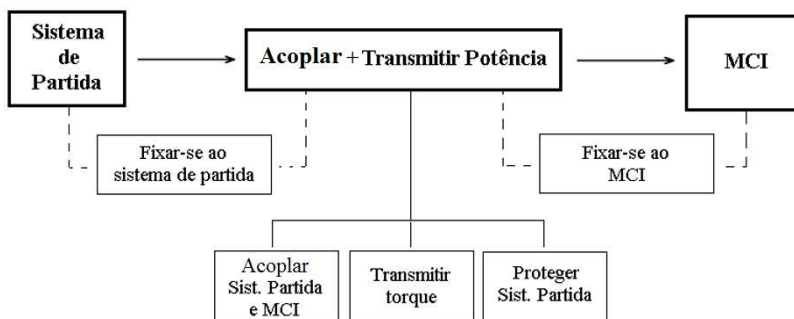 Sistema
de
Partida
Acoplar + Transmitir Potência
MCI
Fixar-se ao
sistema de partida
Fixar-se ao
MCI
Acoplar
Sist. Partida
e MCI
Transmitir
torque
Proteger
Sist. Partida